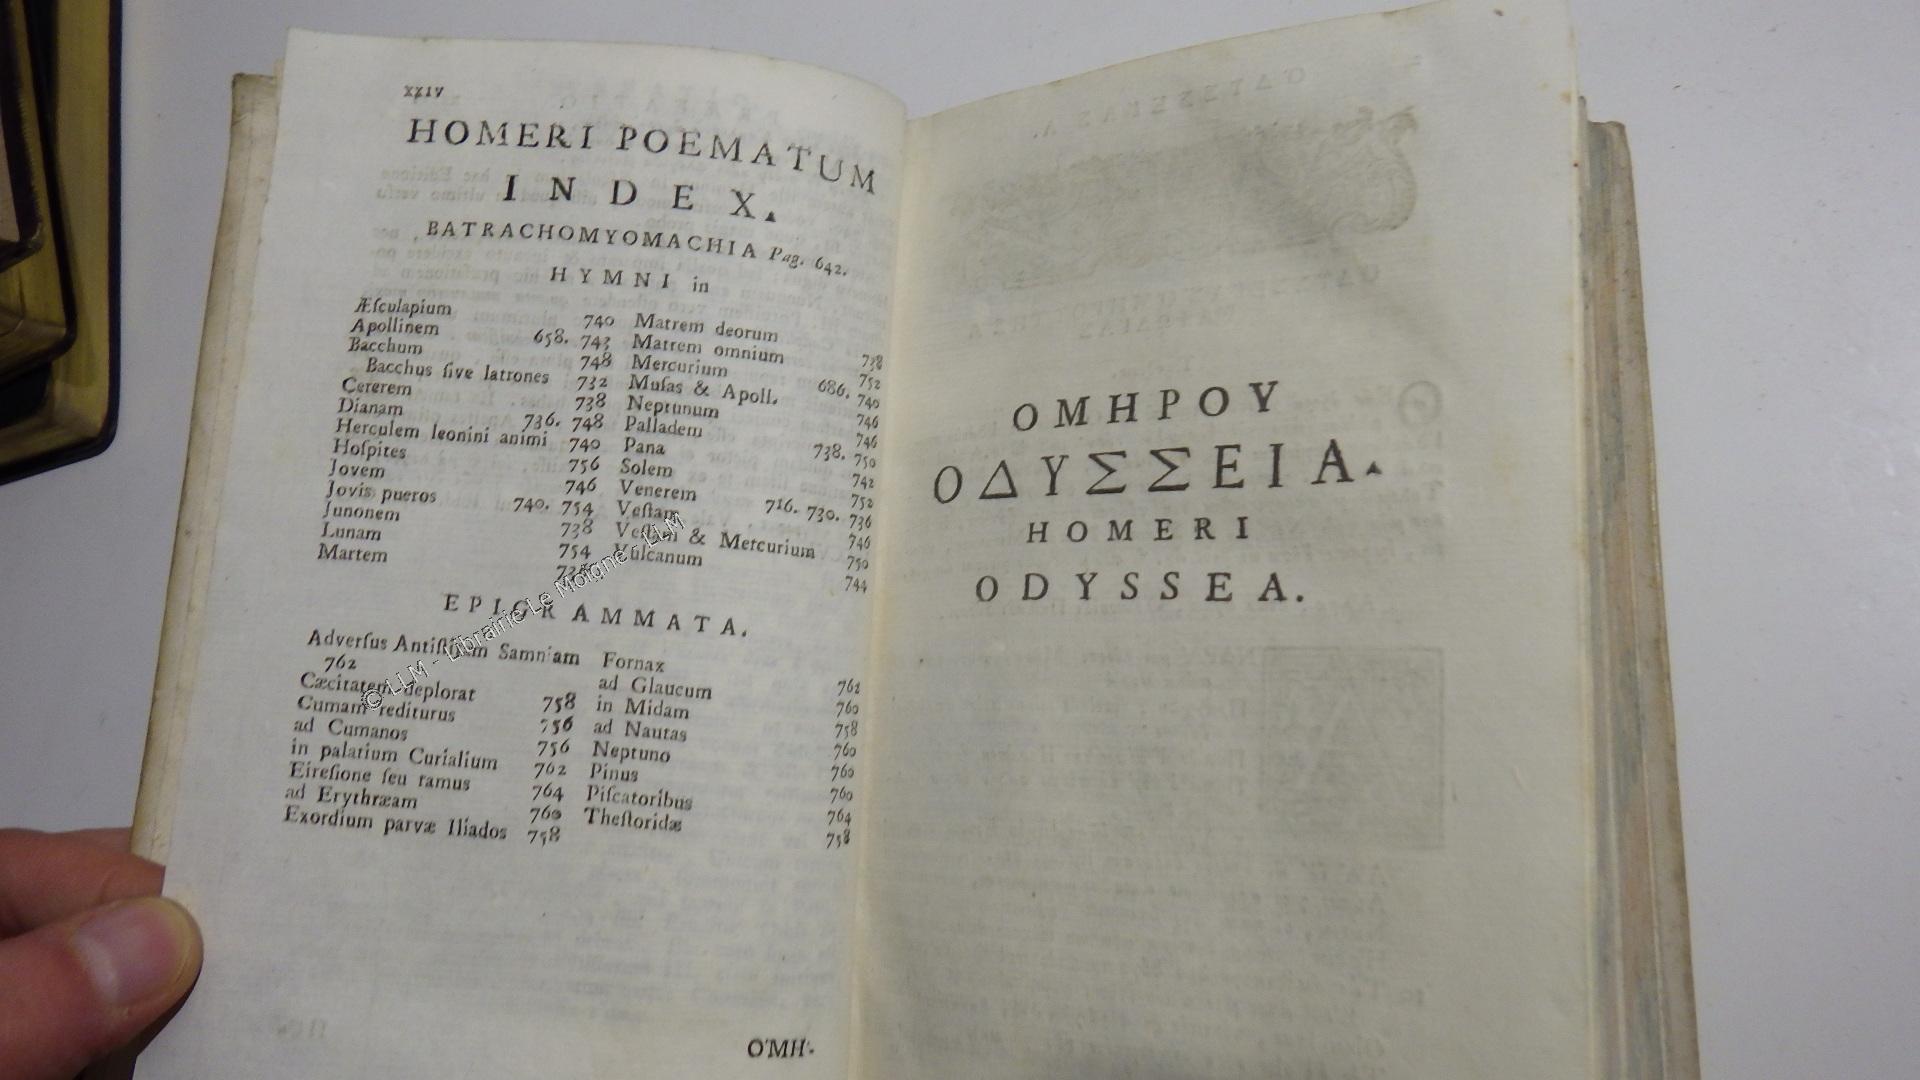 XXIV
HOMERI POEMATUM
INDEX.
BATRACHOMYOMACHIA Pag. 642.
HYMNI in
Æſculapium 740
Apollinem 658. 743
Bacchum 748
Bacchus ſive latrones 732
Cererem 738
Dianam 736. 748
Herculem leonini animi 740
Hoſpites 756
Jovem 746
Jovis pueros 740. 754
Junonem 738
Lunam 754
Martem
Matrem deorum 738
Matrem omnium 752
Mercurium 686. 740
Muſas & Apoll. 746
Neptunum 746
Palladem 738. 750
Pana 742
Solem 752
Venerem 716. 730. 736
Veſtam 746
Veſtam & Mercurium 750
Vulcanum 744
EPIGRAMMATA.
Adverſus Antiſtitam Samniam
762
Cæcitatem deplorat 758
Cumam rediturus 756
ad Cumanos 756
in palatium Curialium 762
Eireſione ſeu ramus 764
ad Erythræam 760
Exordium parvæ Iliados 758
Fornax 762
ad Glaucum 760
in Midam 758
ad Nautas 760
Neptuno 760
Pinus 760
Piſcatoribus 764
Theſtoridæ 758
ὉΜΗ-
© LLM - Librairie Le Moigne - LLM
ΟΜΗΡΟΥ
ΟΔΥΣΣΕΙΑ.
HOMERI
ODYSSEA.